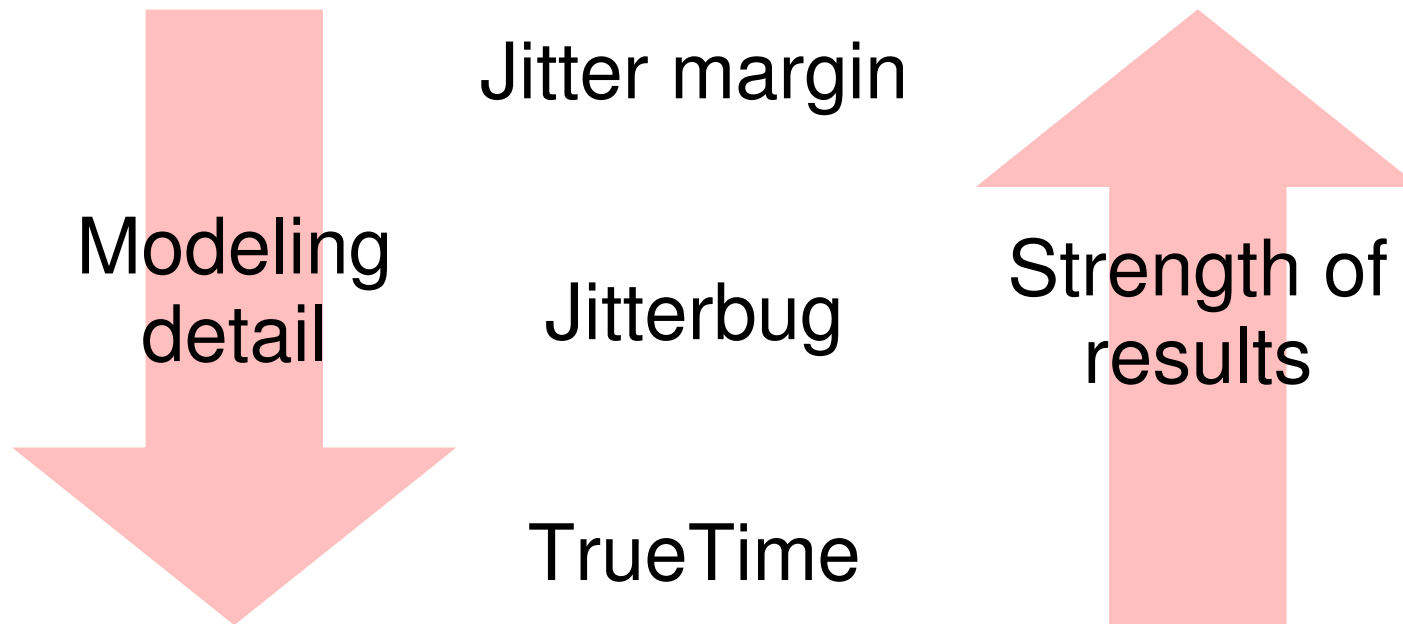 Jitter margin
Modeling
detail
Jitterbug
Strength of
results
TrueTime